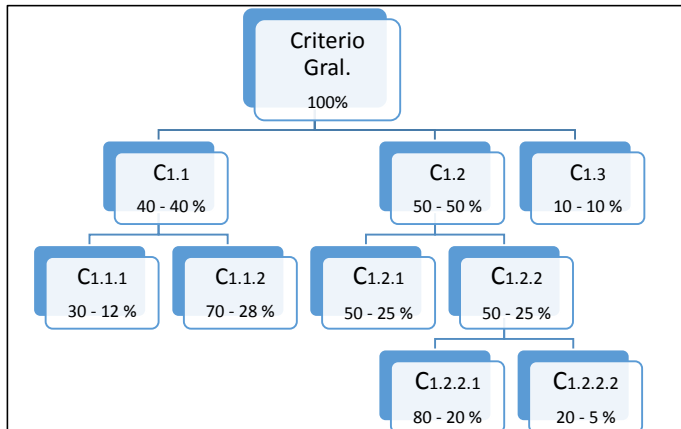 Criterio
Gral.
100%
C1.1
40 - 40 %
C1.2
50 - 50 %
C1.3
10 - 10 %
C1.1.1
30 - 12 %
C1.1.2
70 - 28 %
C1.2.1
50 - 25 %
C1.2.2
50 - 25 %
C1.2.2.1
80 - 20 %
C1.2.2.2
20 - 5 %